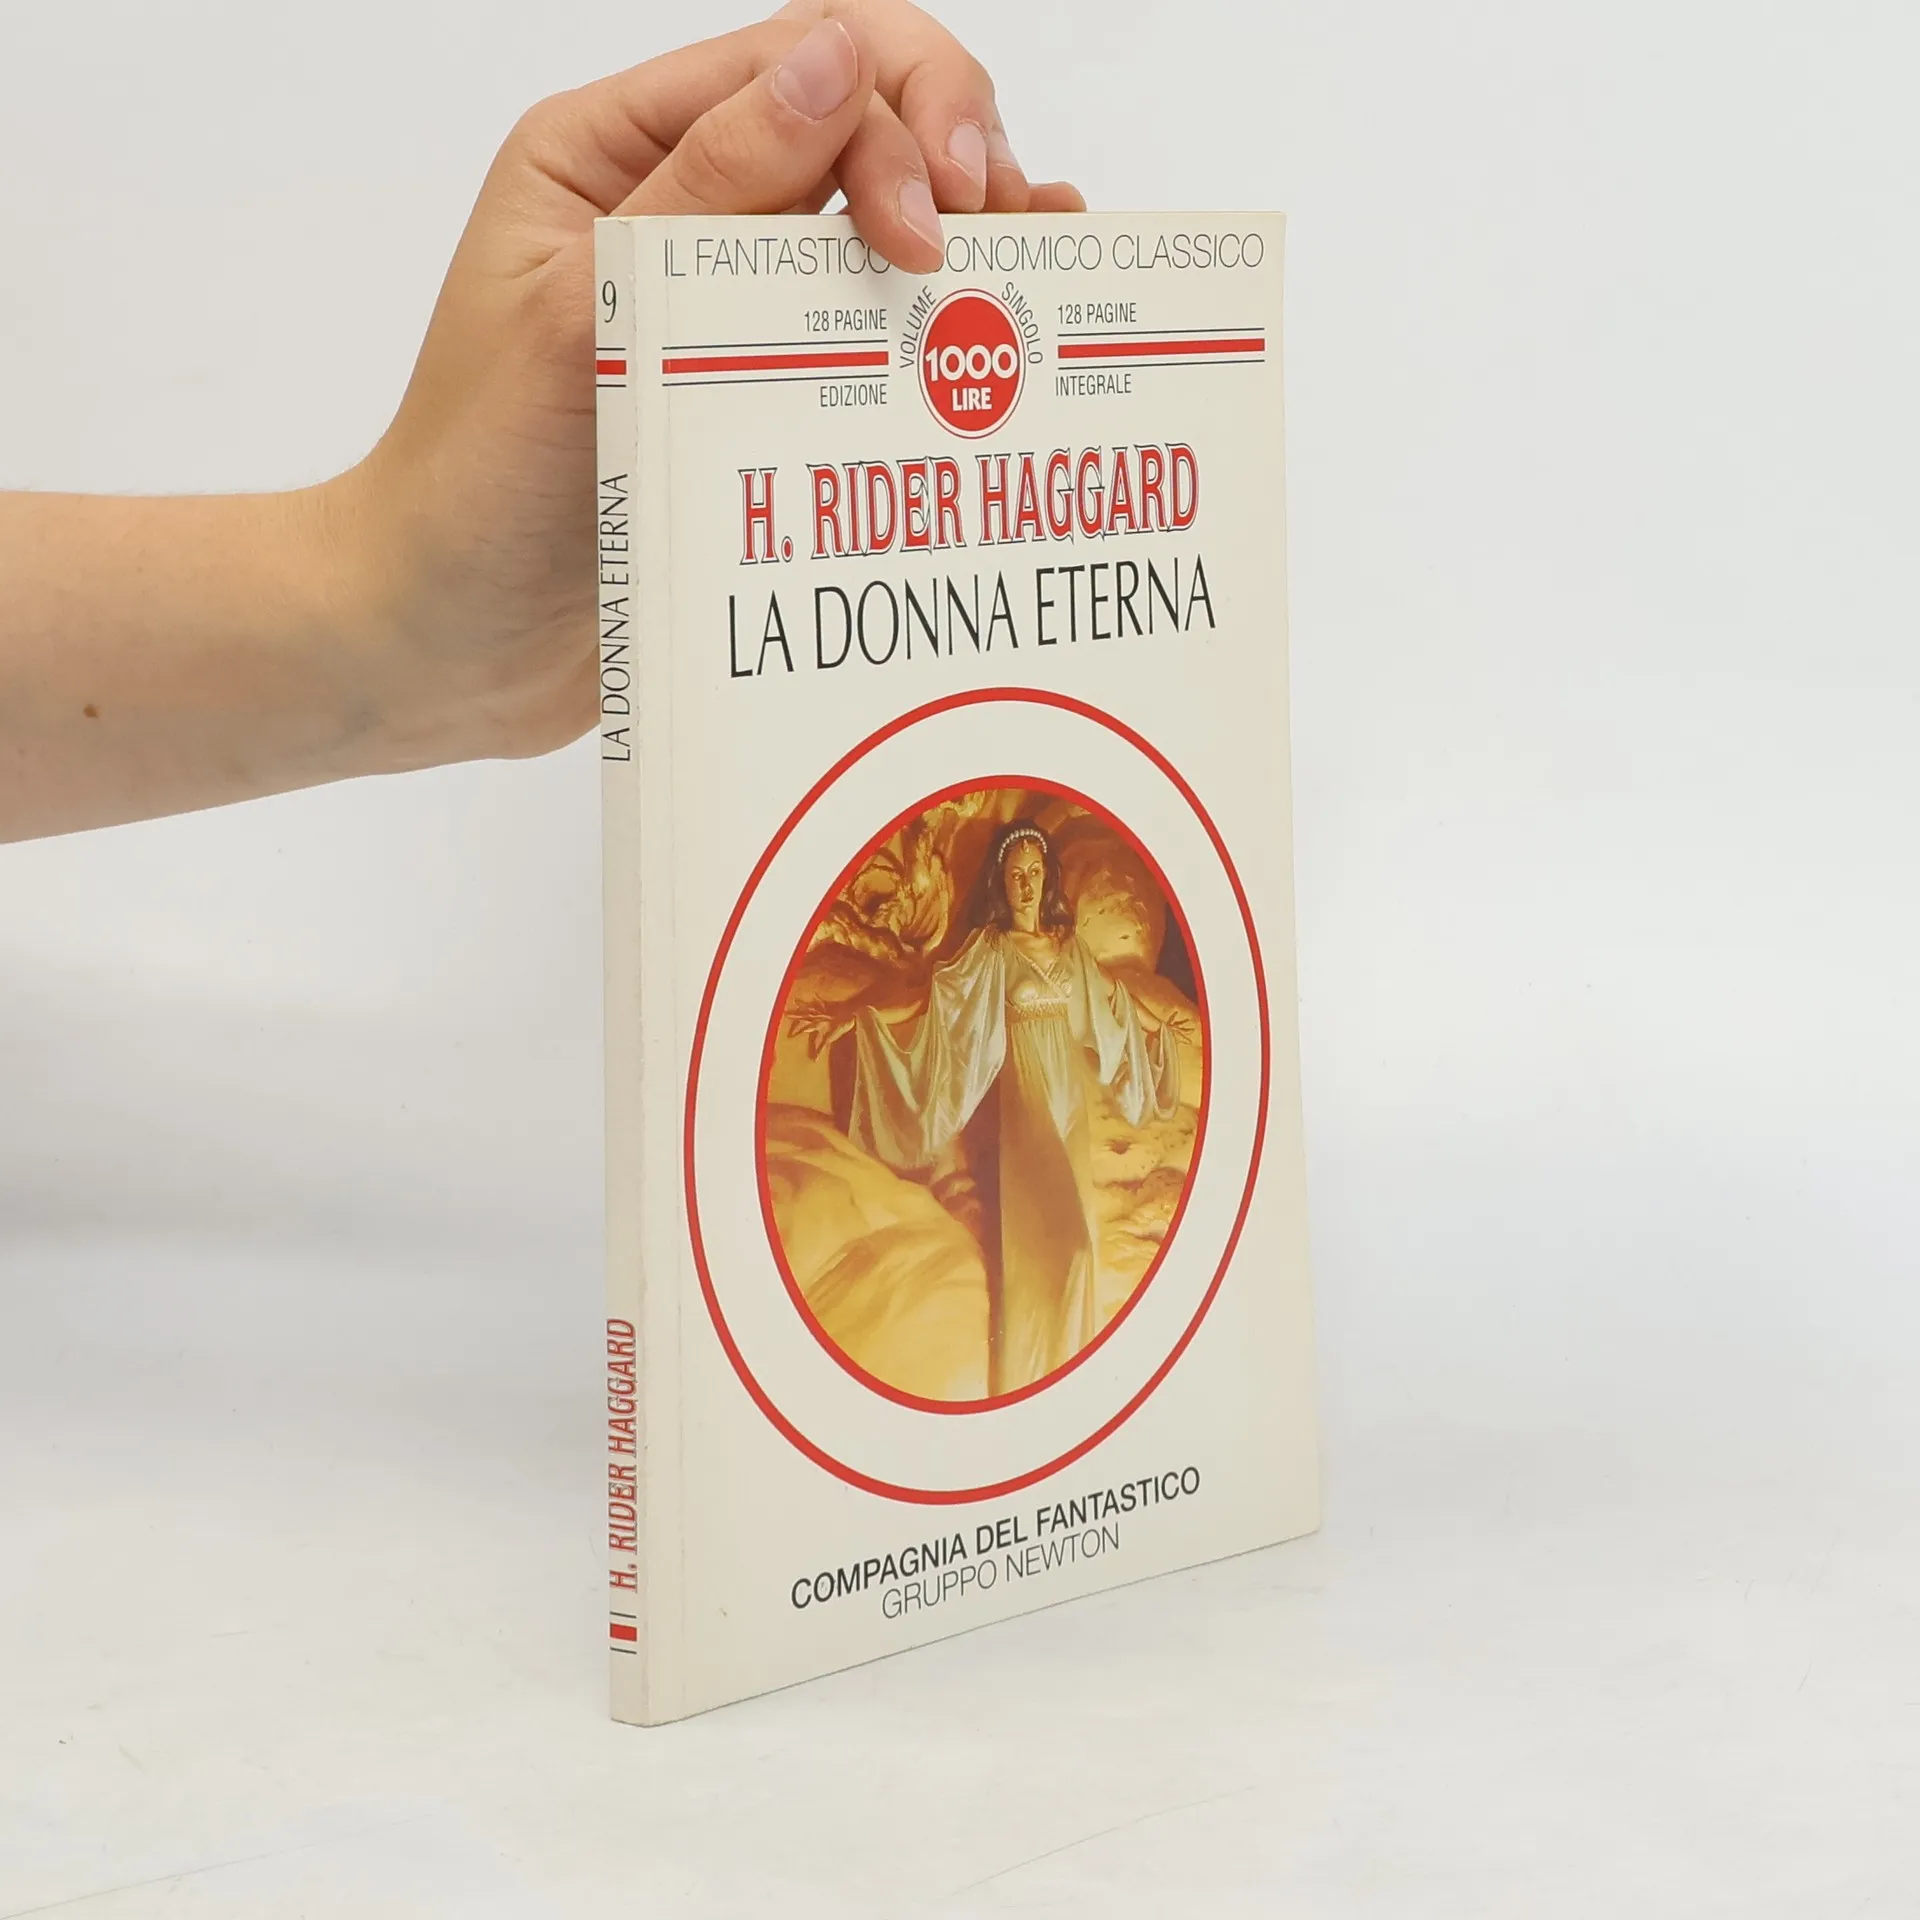 IL FANTASTICO CLASSICO
128 PAGINE
VOLUME SINGOLO
128 PAGINE
1000
LIRE
EDIZIONE
INTEGRALE
H. RIDER HAGGARD
LA DONNA ETERNA
COMPAGNIA DEL FANTASTICO
GRUPPO NEWTON
9
LA DONNA ETERNA
H. RIDER HAGGARD